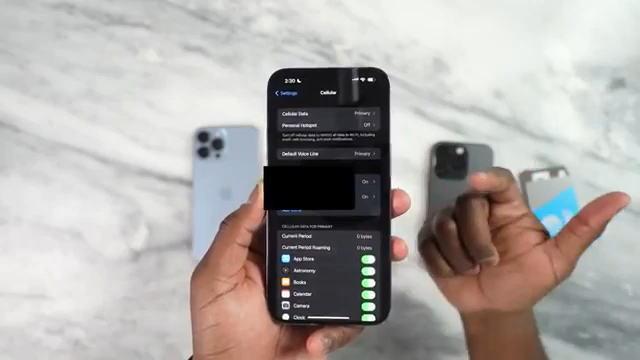 2:30
Settings
Cellular
Cellular Data
Primary
Personal Hotspot
Off
Default Voice Line
Primary
On
On
CELLULAR DATA FOR PRIMARY
Current Period
0 bytes
Current Period Roaming
0 bytes
App Store
Astronomy
Books
Calendar
Camera
Clock